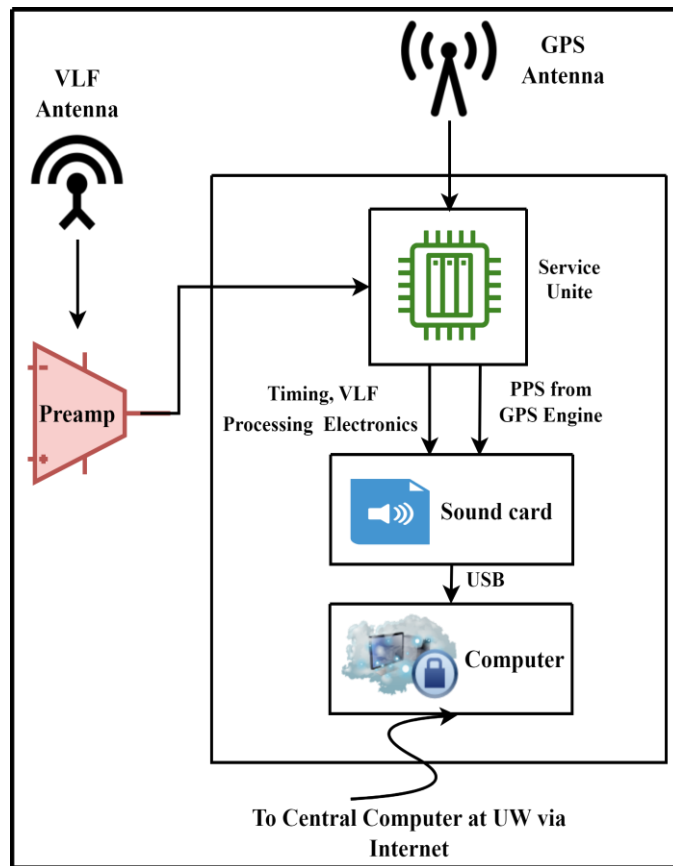 GPS
Antenna
VLF
Antenna
Service
Unite
Preamp
Timing, VLF
Processing Electronics
PPS from
GPS Engine
Sound card
USB
Computer
To Central Computer at UW via
Internet